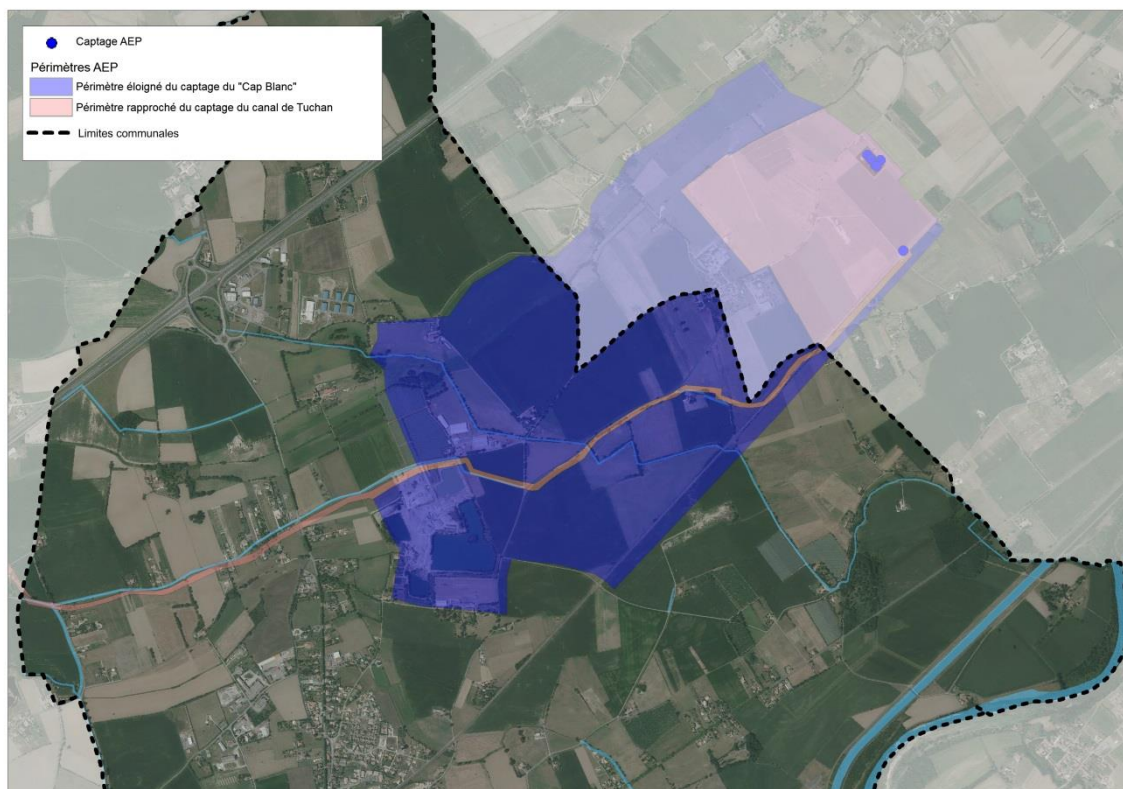 Captage AEP
Périmètres AEP
Périmètre éloigné du captage du "Cap Blanc"
Périmètre rapproché du captage du canal de Tuchan
Limites communales